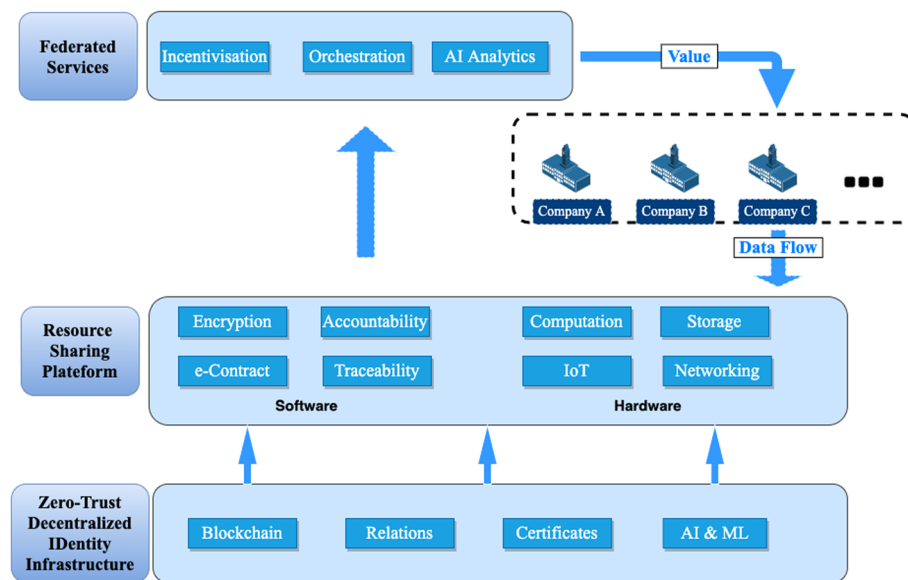 Federated
Services
Incentivisation
Orchestration
AI Analytics
Value
Company A
Company B
Company C
Data Flow
Resource
Sharing
Plateform
Encryption
Accountability
Computation
Storage
e-Contract
Traceability
IoT
Networking
Software
Hardware
Zero-Trust
Decentralized
IDentity
Infrastructure
Blockchain
Relations
Certificates
AI & ML